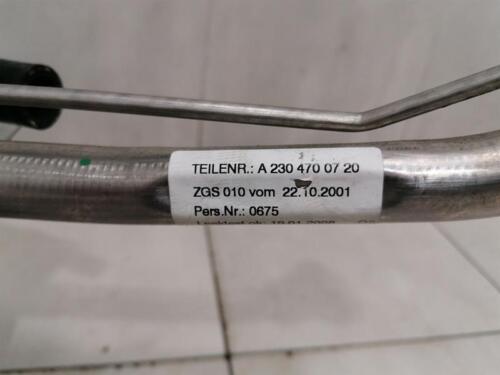 TEILENR.: A 230 470 07 20
ZGS 010 vom 22.10.2001
Pers.Nr.: 0675